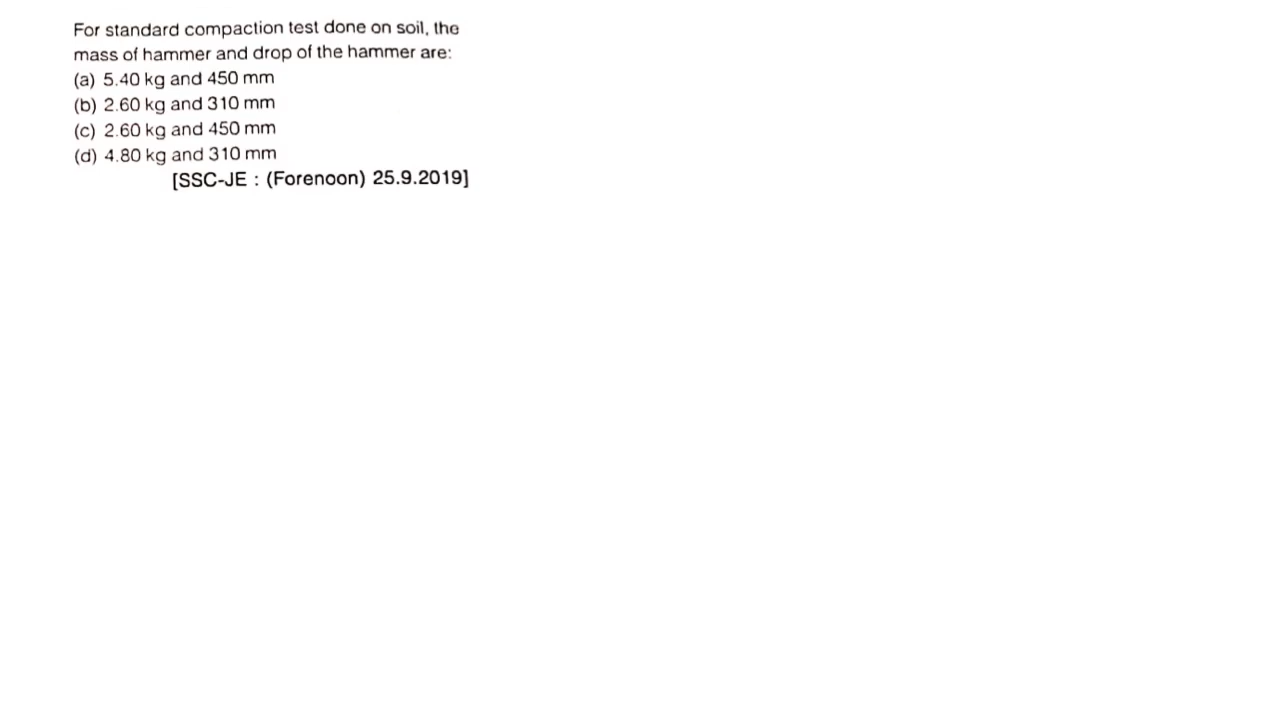 For standard compaction test done on soil, the
mass of hammer and drop of the hammer are:
(a) 5.40 kg and 450 mm
(b) 2.60 kg and 310 mm
(c) 2.60 kg and 450 mm
(d) 4.80 kg and 310 mm
[SSC-JE : (Forenoon) 25.9.2019]